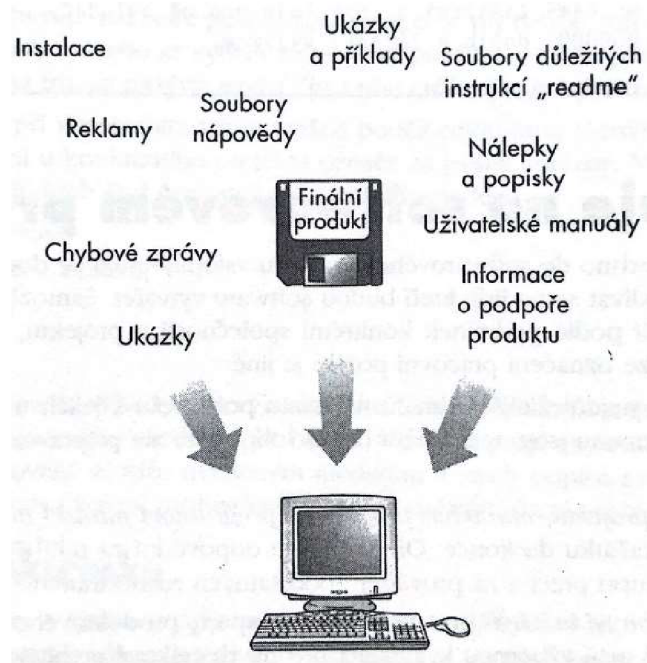 Instalace
Ukázky
a příklady
Soubory důležitých
instrukcí „readme“
Reklamy
Soubory
nápovědy
Nálepky
a popisky
Finální
produkt
Uživatelské manuály
Chybové zprávy
Informace
o podpoře
produktu
Ukázky